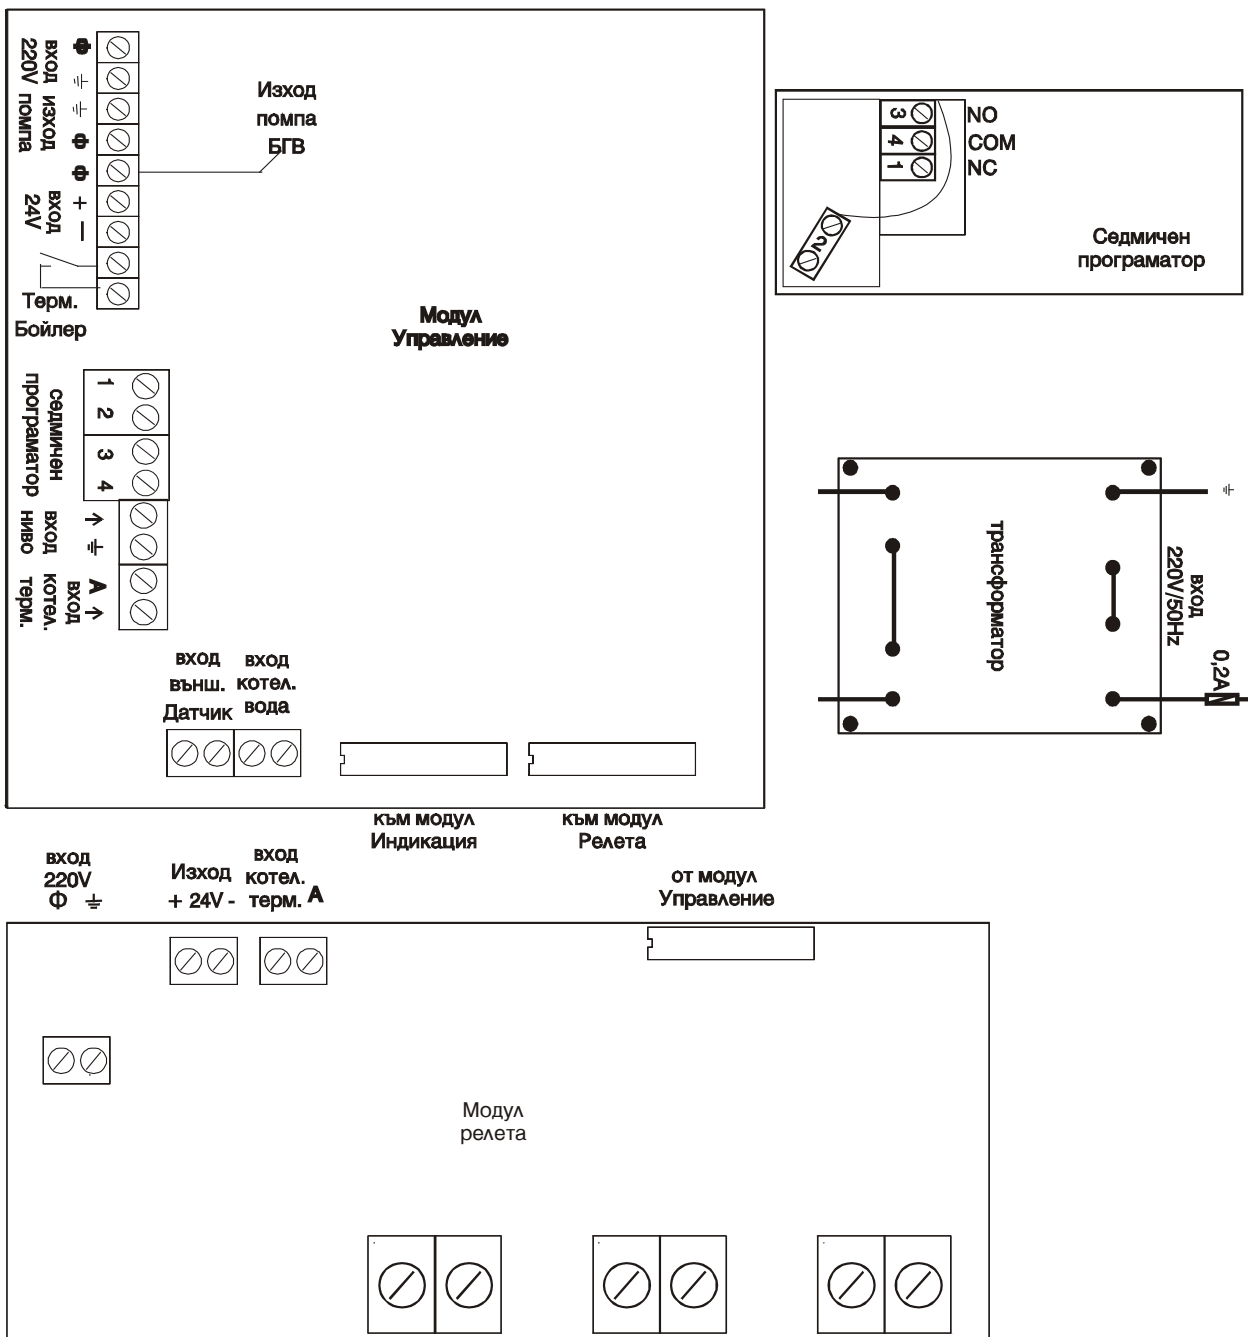 вход
220V
Ф
⏚
изход
помпа
⏚
Ф
Ф
Изход
помпа
БГВ
вход
24V
+
—
Терм.
Бойлер
Модул
Управление
седмичен
програматор
1
2
3
4
вход
ниво
→
⏚
вход
котел.
терм.
A
→
вход
външ.
Датчик
вход
котел.
вода
към модул
Индикация
към модул
Релета
3 NO
4 COM
1 NC
2
Седмичен
програматор
трансформатор
⏚
вход
220V/50Hz
0,2A
вход
220V
Ф ⏚
Изход
+ 24V -
вход
котел.
терм. A
от модул
Управление
Модул
релета